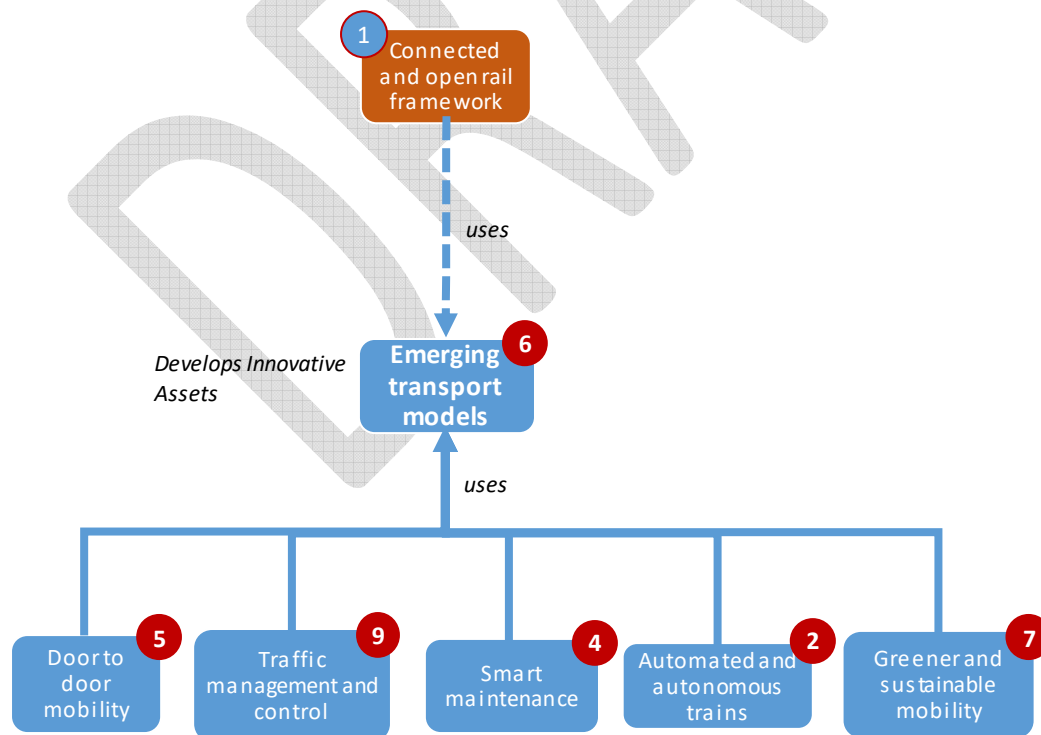 1
Connected
and open rail
framework
uses
6
Emerging
transport
models
Develops Innovative
Assets
uses
5
Door to
door
mobility
9
Traffic
management and
control
4
Smart
maintenance
2
Automated and
autonomous
trains
7
Greener and
sustainable
mobility